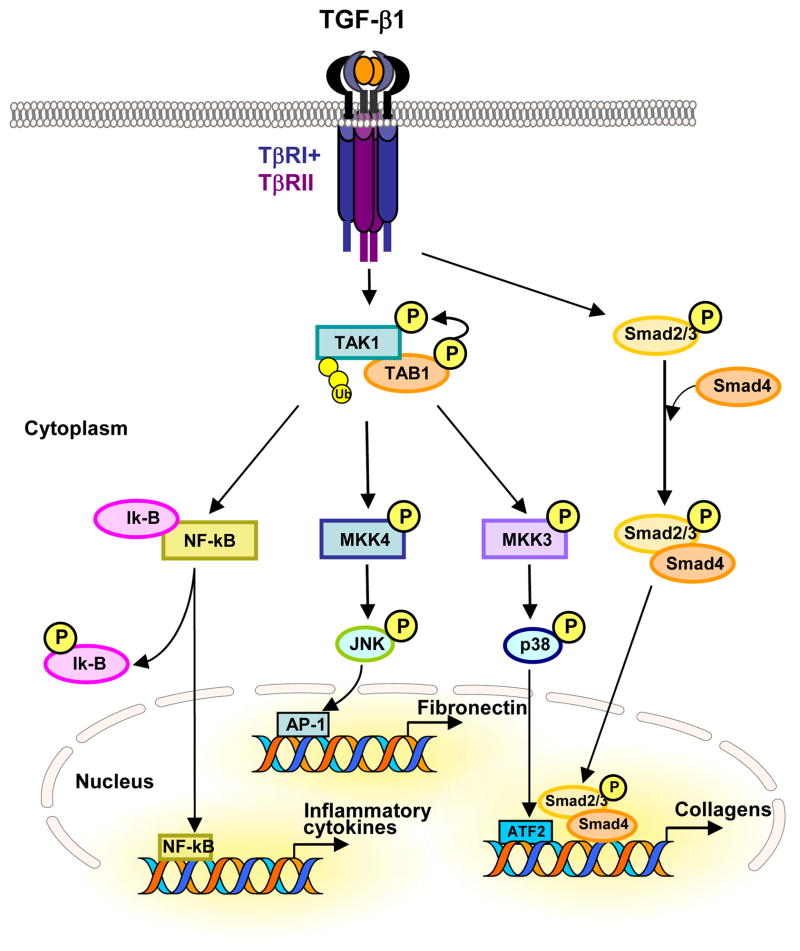 TGF-β1
TβRI+
TβRII
P
TAK1
P
TAB1
Ub
P
Smad2/3
Smad4
Cytoplasm
Ik-B
NF-kB
P
MKK4
P
MKK3
P
Smad2/3
Smad4
P
Ik-B
P
JNK
P
p38
Fibronectin
AP-1
Nucleus
P
Smad2/3
Smad4
Collagens
ATF2
Inflammatory
cytokines
NF-kB